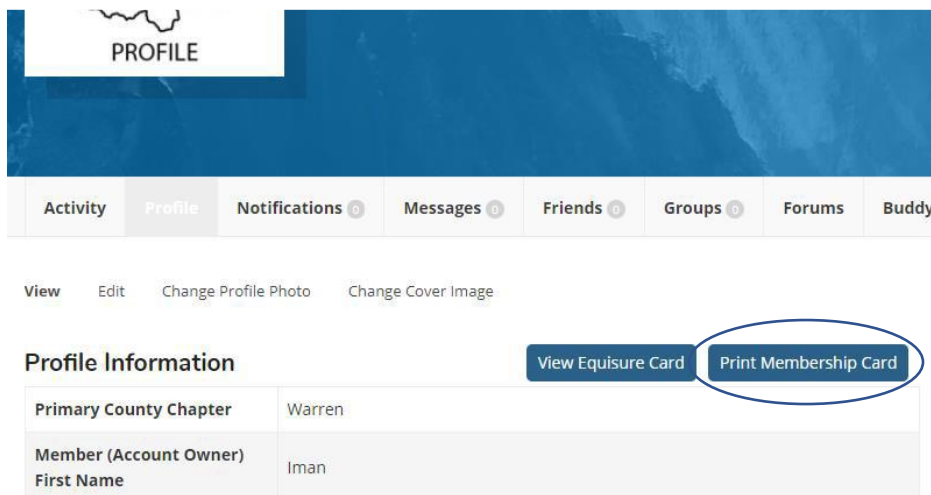 PROFILE
Activity Profile Notifications 0 Messages 0 Friends 0 Groups 0 Forums Buddy
View Edit Change Profile Photo Change Cover Image
Profile Information View Equisure Card Print Membership Card
Primary County Chapter Warren
Member (Account Owner)
First Name Iman